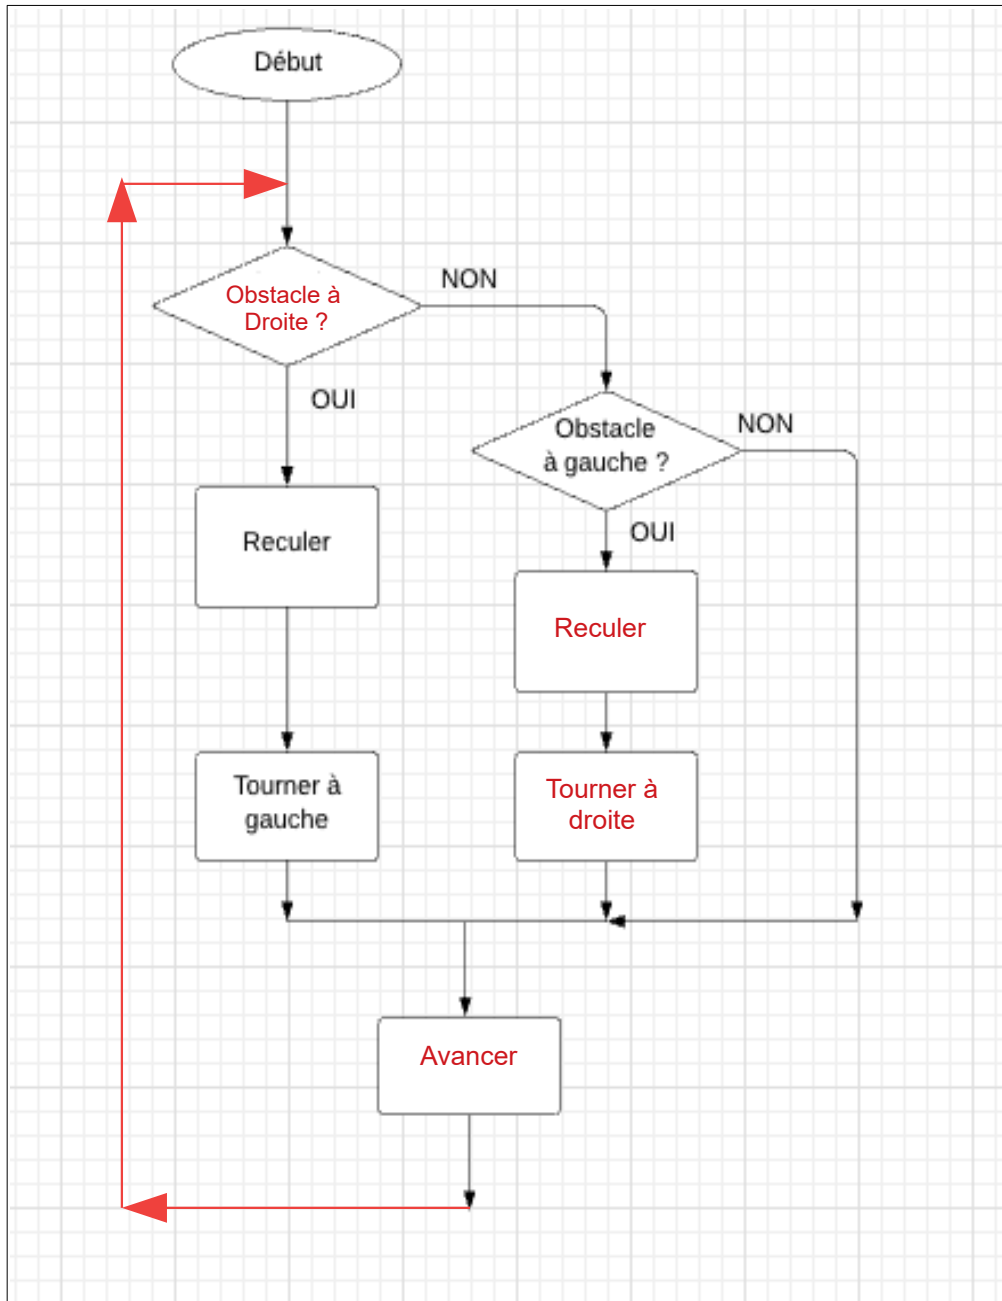 Début
Obstacle à
Droite ?
NON
OUI
Obstacle
à gauche ?
NON
OUI
Reculer
Reculer
Tourner à
gauche
Tourner à
droite
Avancer